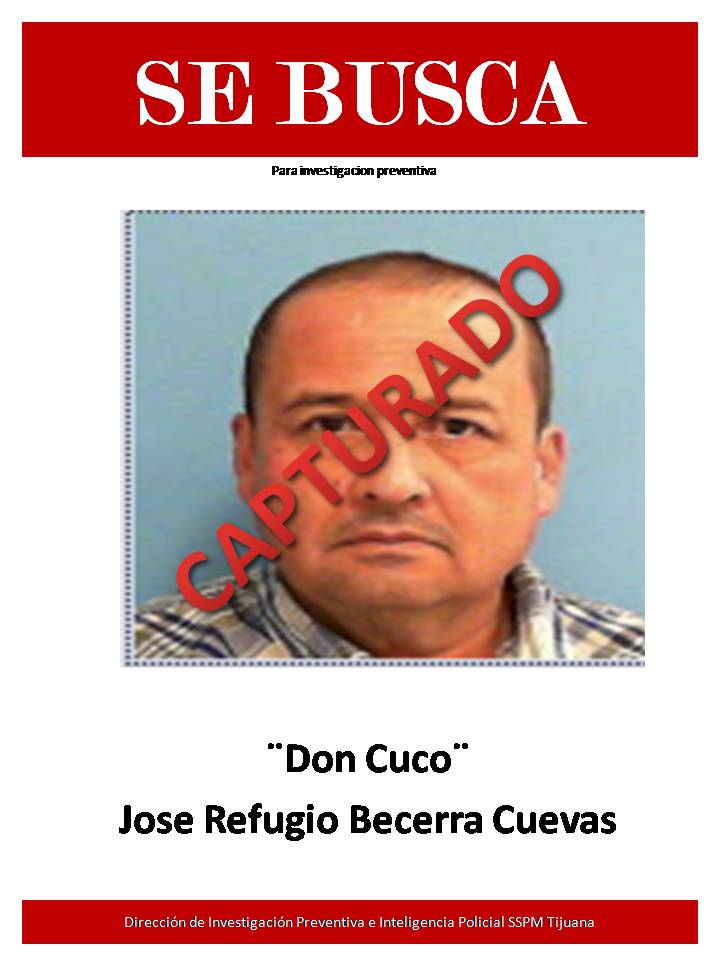 SE BUSCA
Para investigacion preventiva
CAPTURADO
¨Don Cuco¨
Jose Refugio Becerra Cuevas
Dirección de Investigación Preventiva e Inteligencia Policial SSPM Tijuana